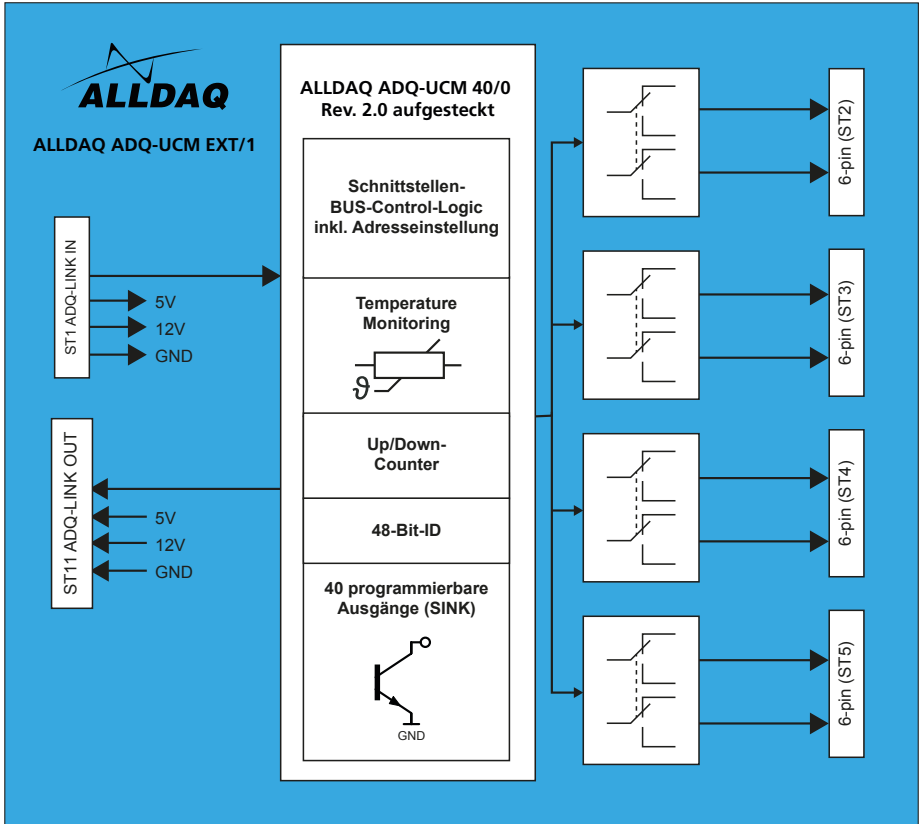 ALLDAQ
ALLDAQ ADQ-UCM EXT/1
ST1 ADQ-LINK IN
5V
12V
GND
ST11 ADQ-LINK OUT
5V
12V
GND
ALLDAQ ADQ-UCM 40/0
Rev. 2.0 aufgesteckt
Schnittstellen-
BUS-Control-Logic
inkl. Adresseinstellung
Temperature
Monitoring
ϑ
Up/Down-
Counter
48-Bit-ID
40 programmierbare
Ausgänge (SINK)
GND
6-pin (ST2)
6-pin (ST3)
6-pin (ST4)
6-pin (ST5)